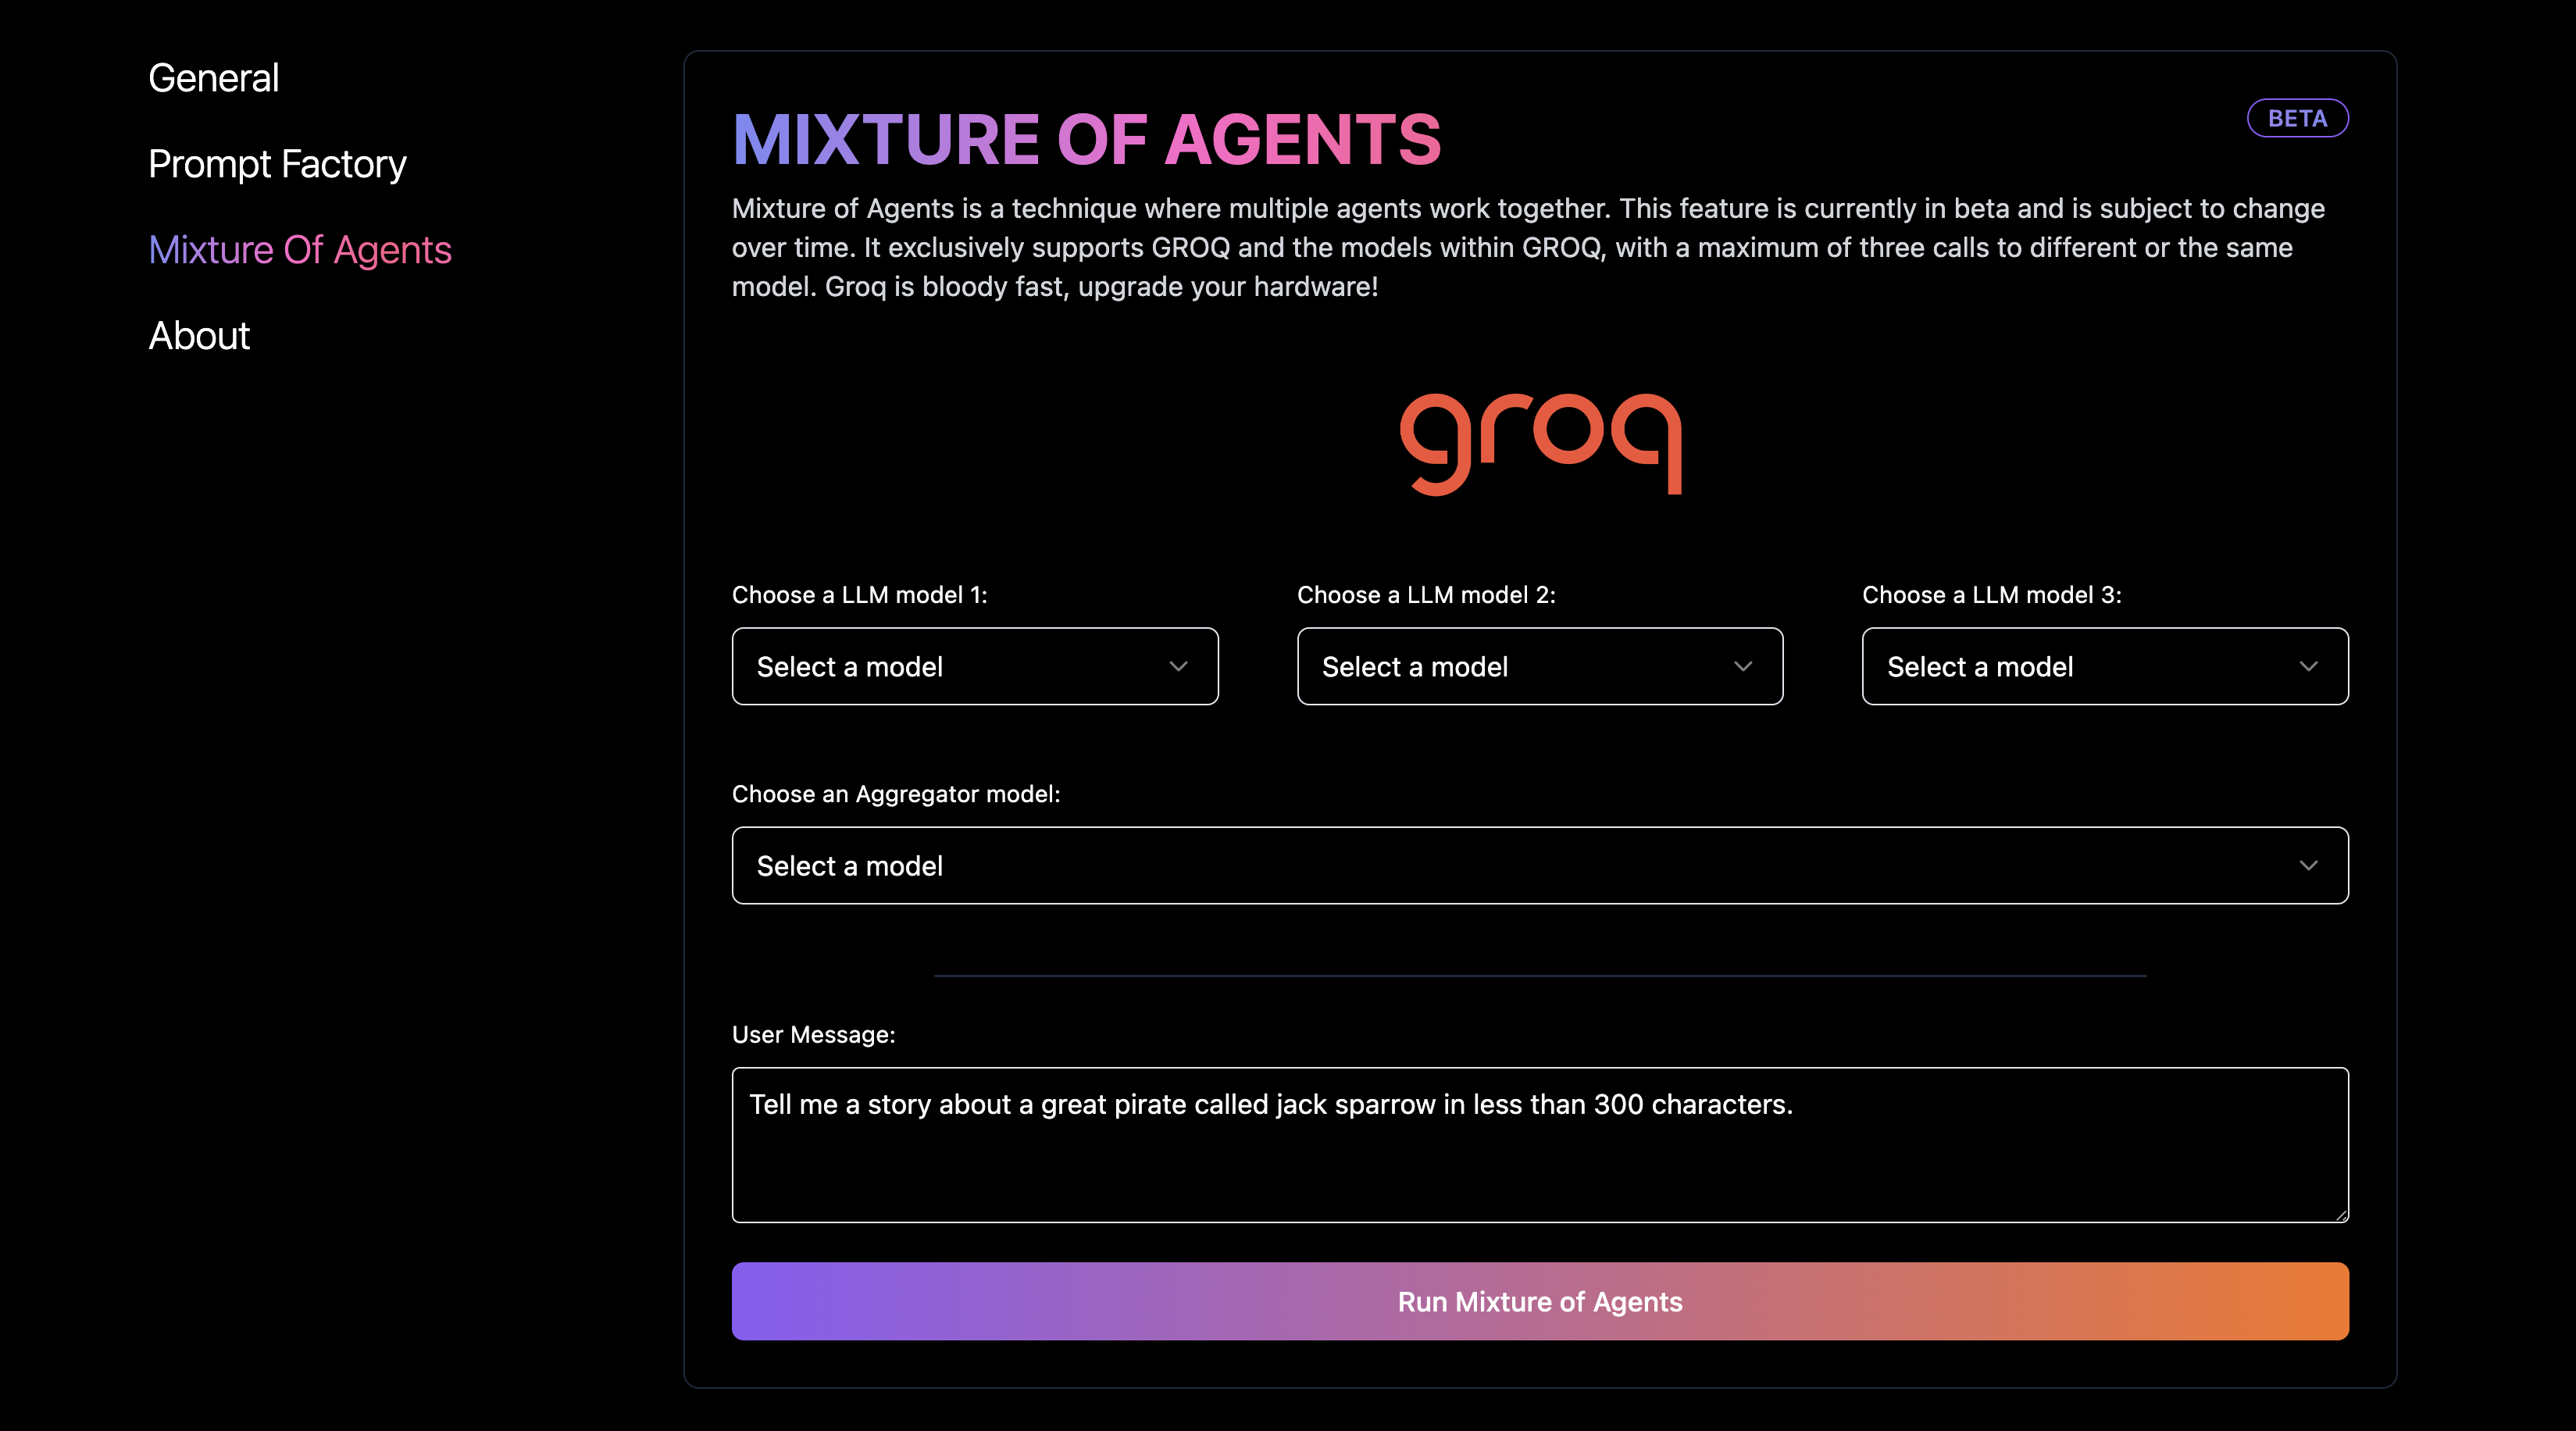 General
Prompt Factory
Mixture Of Agents
About
MIXTURE OF AGENTS
BETA
Mixture of Agents is a technique where multiple agents work together. This feature is currently in beta and is subject to change
over time. It exclusively supports GROQ and the models within GROQ, with a maximum of three calls to different or the same
model. Groq is bloody fast, upgrade your hardware!
groq
Choose a LLM model 1:
Select a model
Choose a LLM model 2:
Select a model
Choose a LLM model 3:
Select a model
Choose an Aggregator model:
Select a model
User Message:
Tell me a story about a great pirate called jack sparrow in less than 300 characters.
Run Mixture of Agents